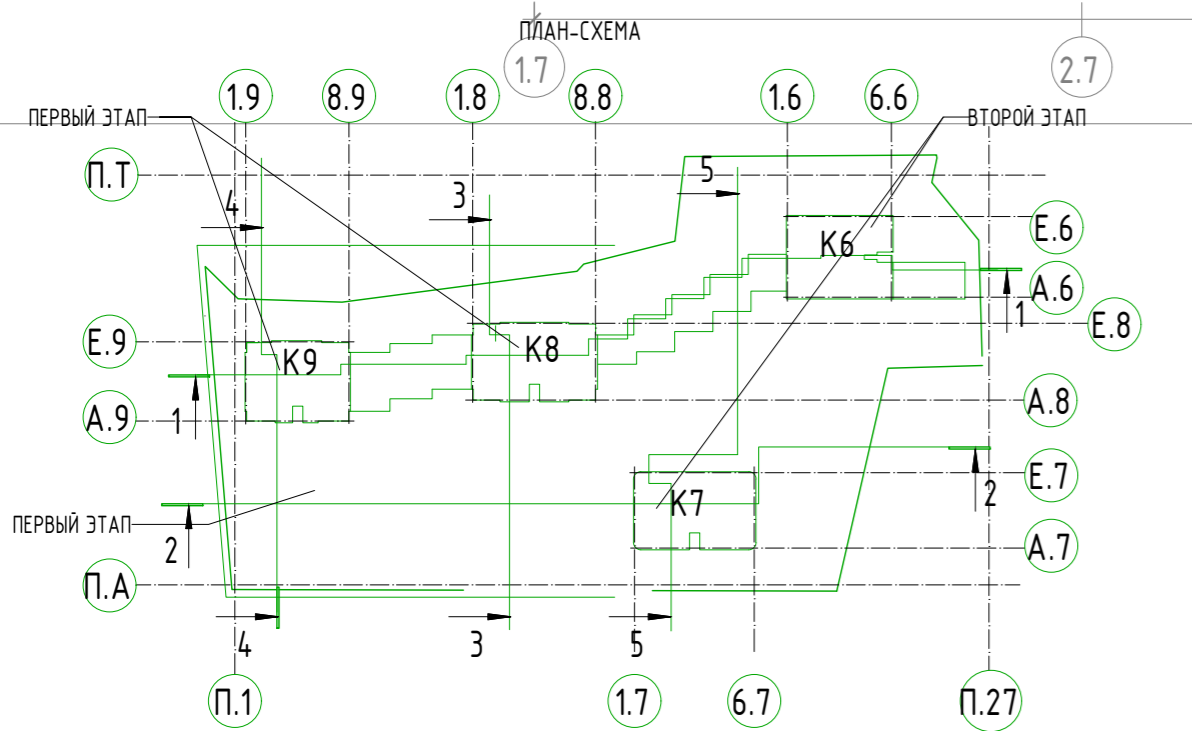 ПЛАН-СХЕМА
1.7
2.7
1.9
8.9
1.8
8.8
1.6
6.6
ПЕРВЫЙ ЭТАП
ВТОРОЙ ЭТАП
П.Т
5
3
4
К6
Е.6
А.6
1
Е.8
Е.9
К9
К8
А.9
1
А.8
Е.7
К7
2
ПЕРВЫЙ ЭТАП
2
А.7
П.А
4
3
5
П.1
1.7
6.7
П.27